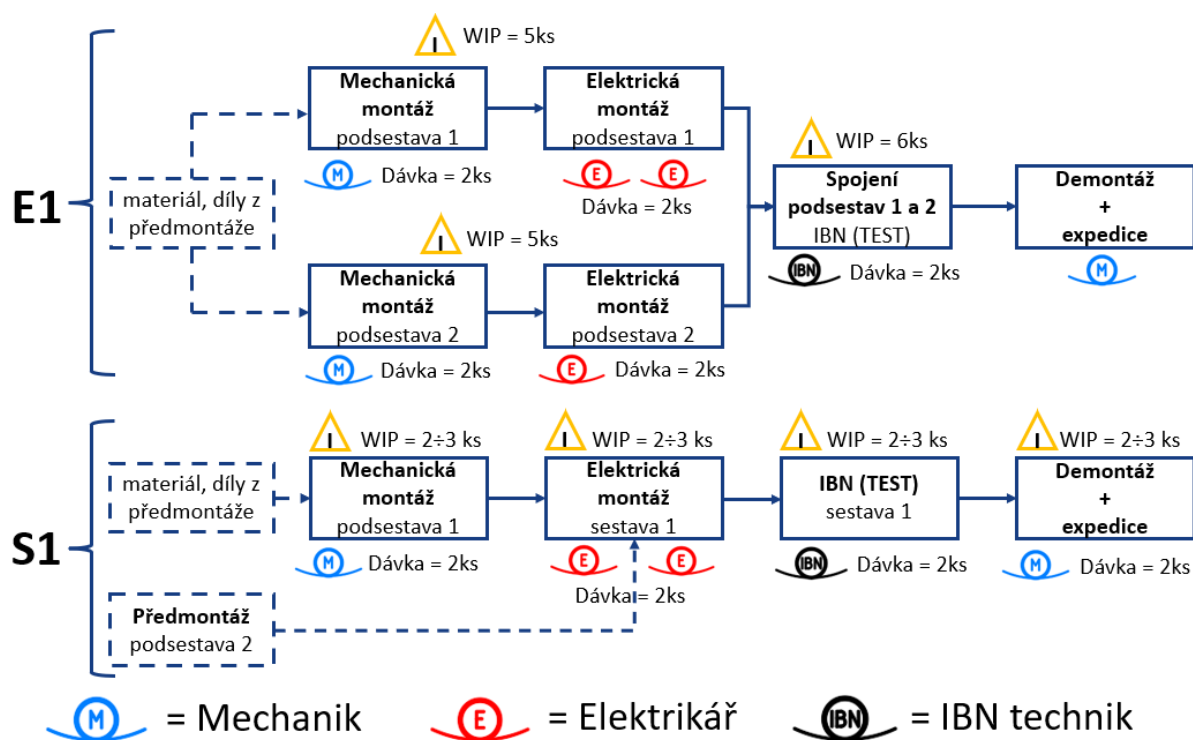 E1
materiál, díly z
předmontáže
I
WIP = 5ks
Mechanická
montáž
podsestava 1
M
Dávka = 2ks
Elektrická
montáž
podsestava 1
E
E
Dávka = 2ks
I
WIP = 5ks
Mechanická
montáž
podsestava 2
M
Dávka = 2ks
Elektrická
montáž
podsestava 2
E
Dávka = 2ks
I
WIP = 6ks
Spojení
podsestav 1 a 2
IBN (TEST)
IBN
Dávka = 2ks
Demontáž
+
expedice
M
S1
materiál, díly z
předmontáže
Předmontáž
podsestava 2
I
WIP = 2÷3 ks
Mechanická
montáž
podsestava 1
M
Dávka = 2ks
I
WIP = 2÷3 ks
Elektrická
montáž
sestava 1
E
E
Dávka = 2ks
I
WIP = 2÷3 ks
IBN (TEST)
sestava 1
IBN
Dávka = 2ks
I
WIP = 2÷3 ks
Demontáž
+
expedice
M
Dávka = 2ks
M = Mechanik
E = Elektrikář
IBN = IBN technik